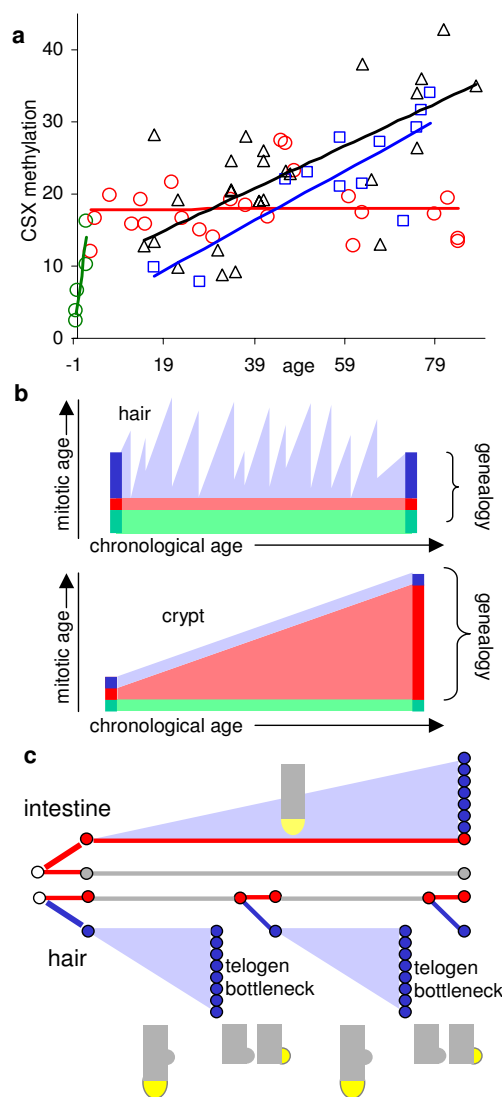 a
CSX methylation
40
30
20
10
0
-1 19 39 59 79
age
b
mitotic age
hair
genealogy
chronological age
mitotic age
crypt
genealogy
chronological age
c
intestine
hair
telogen
bottleneck
telogen
bottleneck